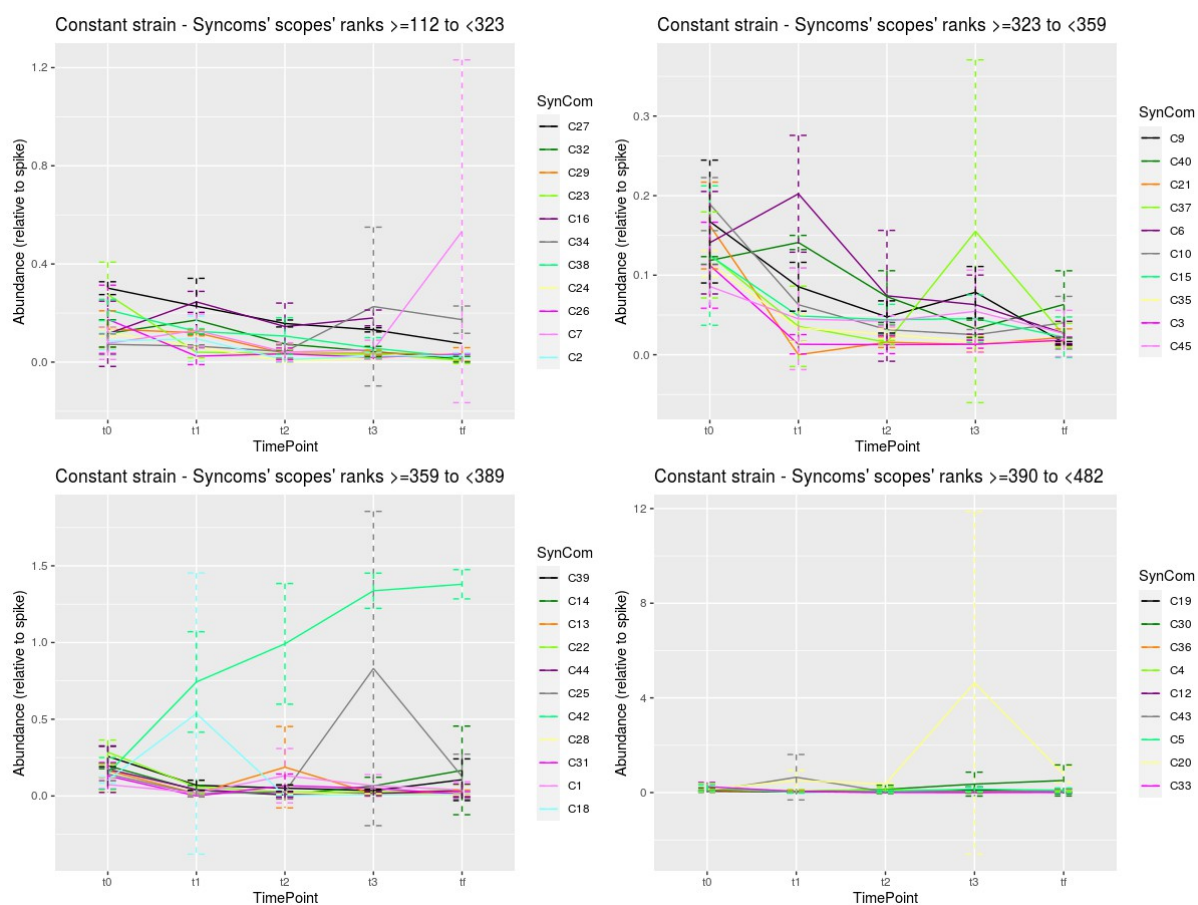 Constant strain - Syncoms' scopes' ranks >=112 to <323
1.2
0.8
0.4
0.0
Abundance (relative to spike)
t0 t1 t2 t3 tf
TimePoint
SynCom
C27
C32
C29
C23
C16
C34
C38
C24
C26
C7
C2
Constant strain - Syncoms' scopes' ranks >=323 to <359
0.3
0.2
0.1
0.0
Abundance (relative to spike)
t0 t1 t2 t3 tf
TimePoint
SynCom
C9
C40
C21
C37
C6
C10
C15
C35
C3
C45
Constant strain - Syncoms' scopes' ranks >=359 to <389
1.5
1.0
0.5
0.0
Abundance (relative to spike)
t0 t1 t2 t3 tf
TimePoint
SynCom
C39
C14
C13
C22
C44
C25
C42
C28
C31
C1
C18
Constant strain - Syncoms' scopes' ranks >=390 to <482
12
8
4
0
Abundance (relative to spike)
t0 t1 t2 t3 tf
TimePoint
SynCom
C19
C30
C36
C4
C12
C43
C5
C20
C33